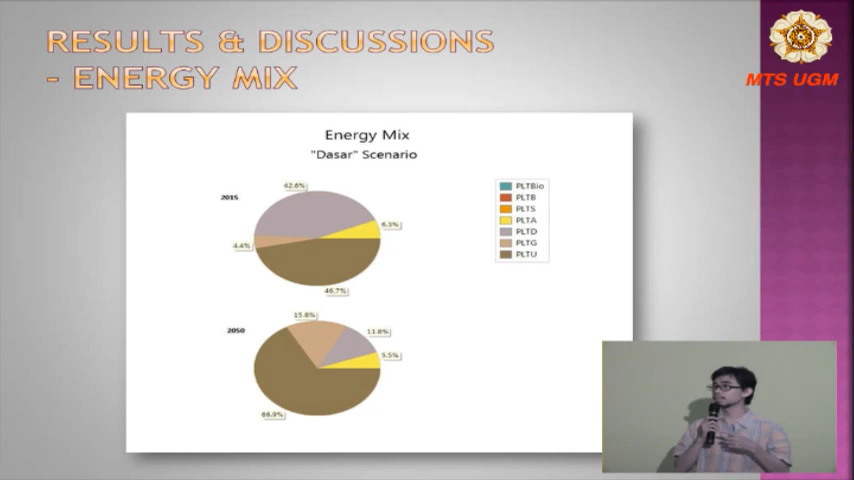 RESULTS & DISCUSSIONS
- ENERGY MIX
MTS UGM
Energy Mix
"Dasar" Scenario
2015
42.6%
6.3%
4.4%
46.7%
PLTBio
PLTB
PLTS
PLTA
PLTD
PLTG
PLTU
2050
15.8%
11.8%
5.5%
66.9%